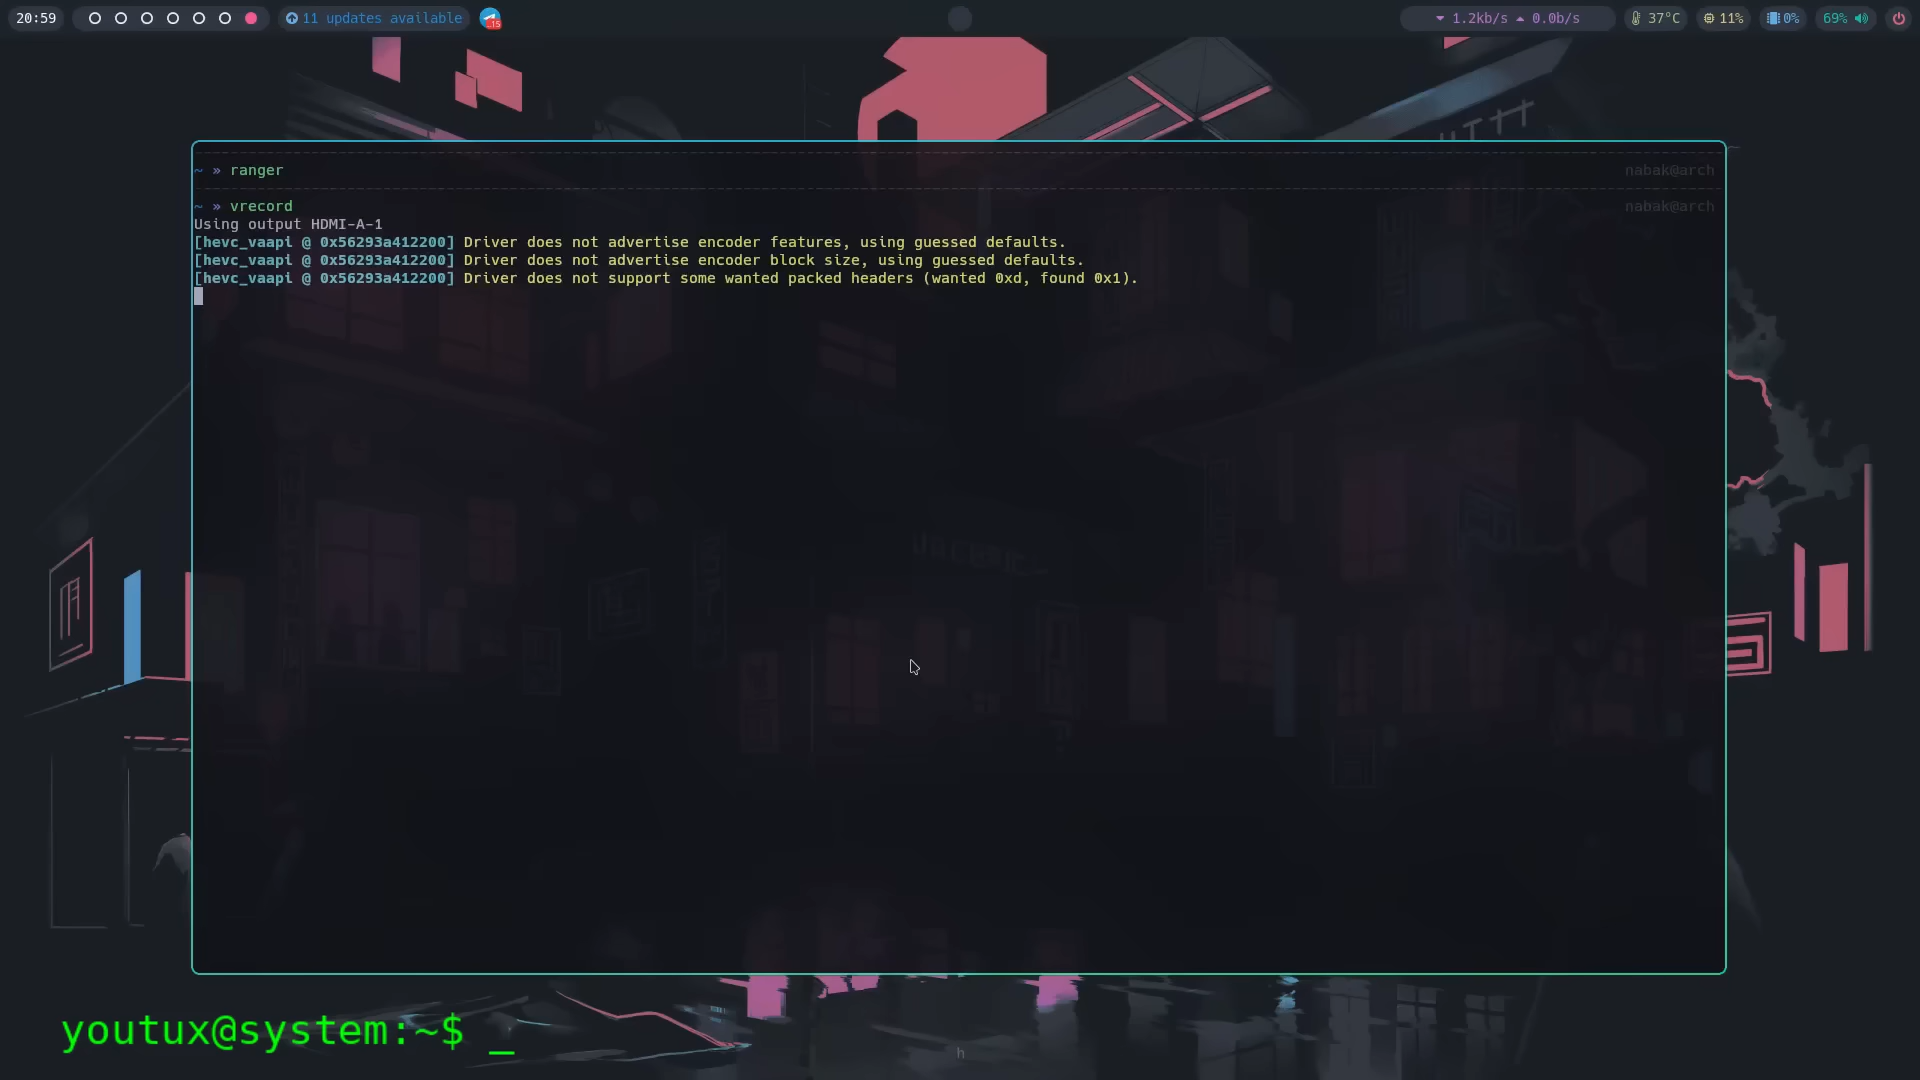 20:59
11 updates available
15
1.2kb/s 0.0b/s
37°C
11%
0%
69%
~ » ranger
nabak@arch
~ » vrecord
nabak@arch
Using output HDMI-A-1
[hevc_vaapi @ 0x56293a412200] Driver does not advertise encoder features, using guessed defaults.
[hevc_vaapi @ 0x56293a412200] Driver does not advertise encoder block size, using guessed defaults.
[hevc_vaapi @ 0x56293a412200] Driver does not support some wanted packed headers (wanted 0xd, found 0x1).
youtux@system:~$ _
h